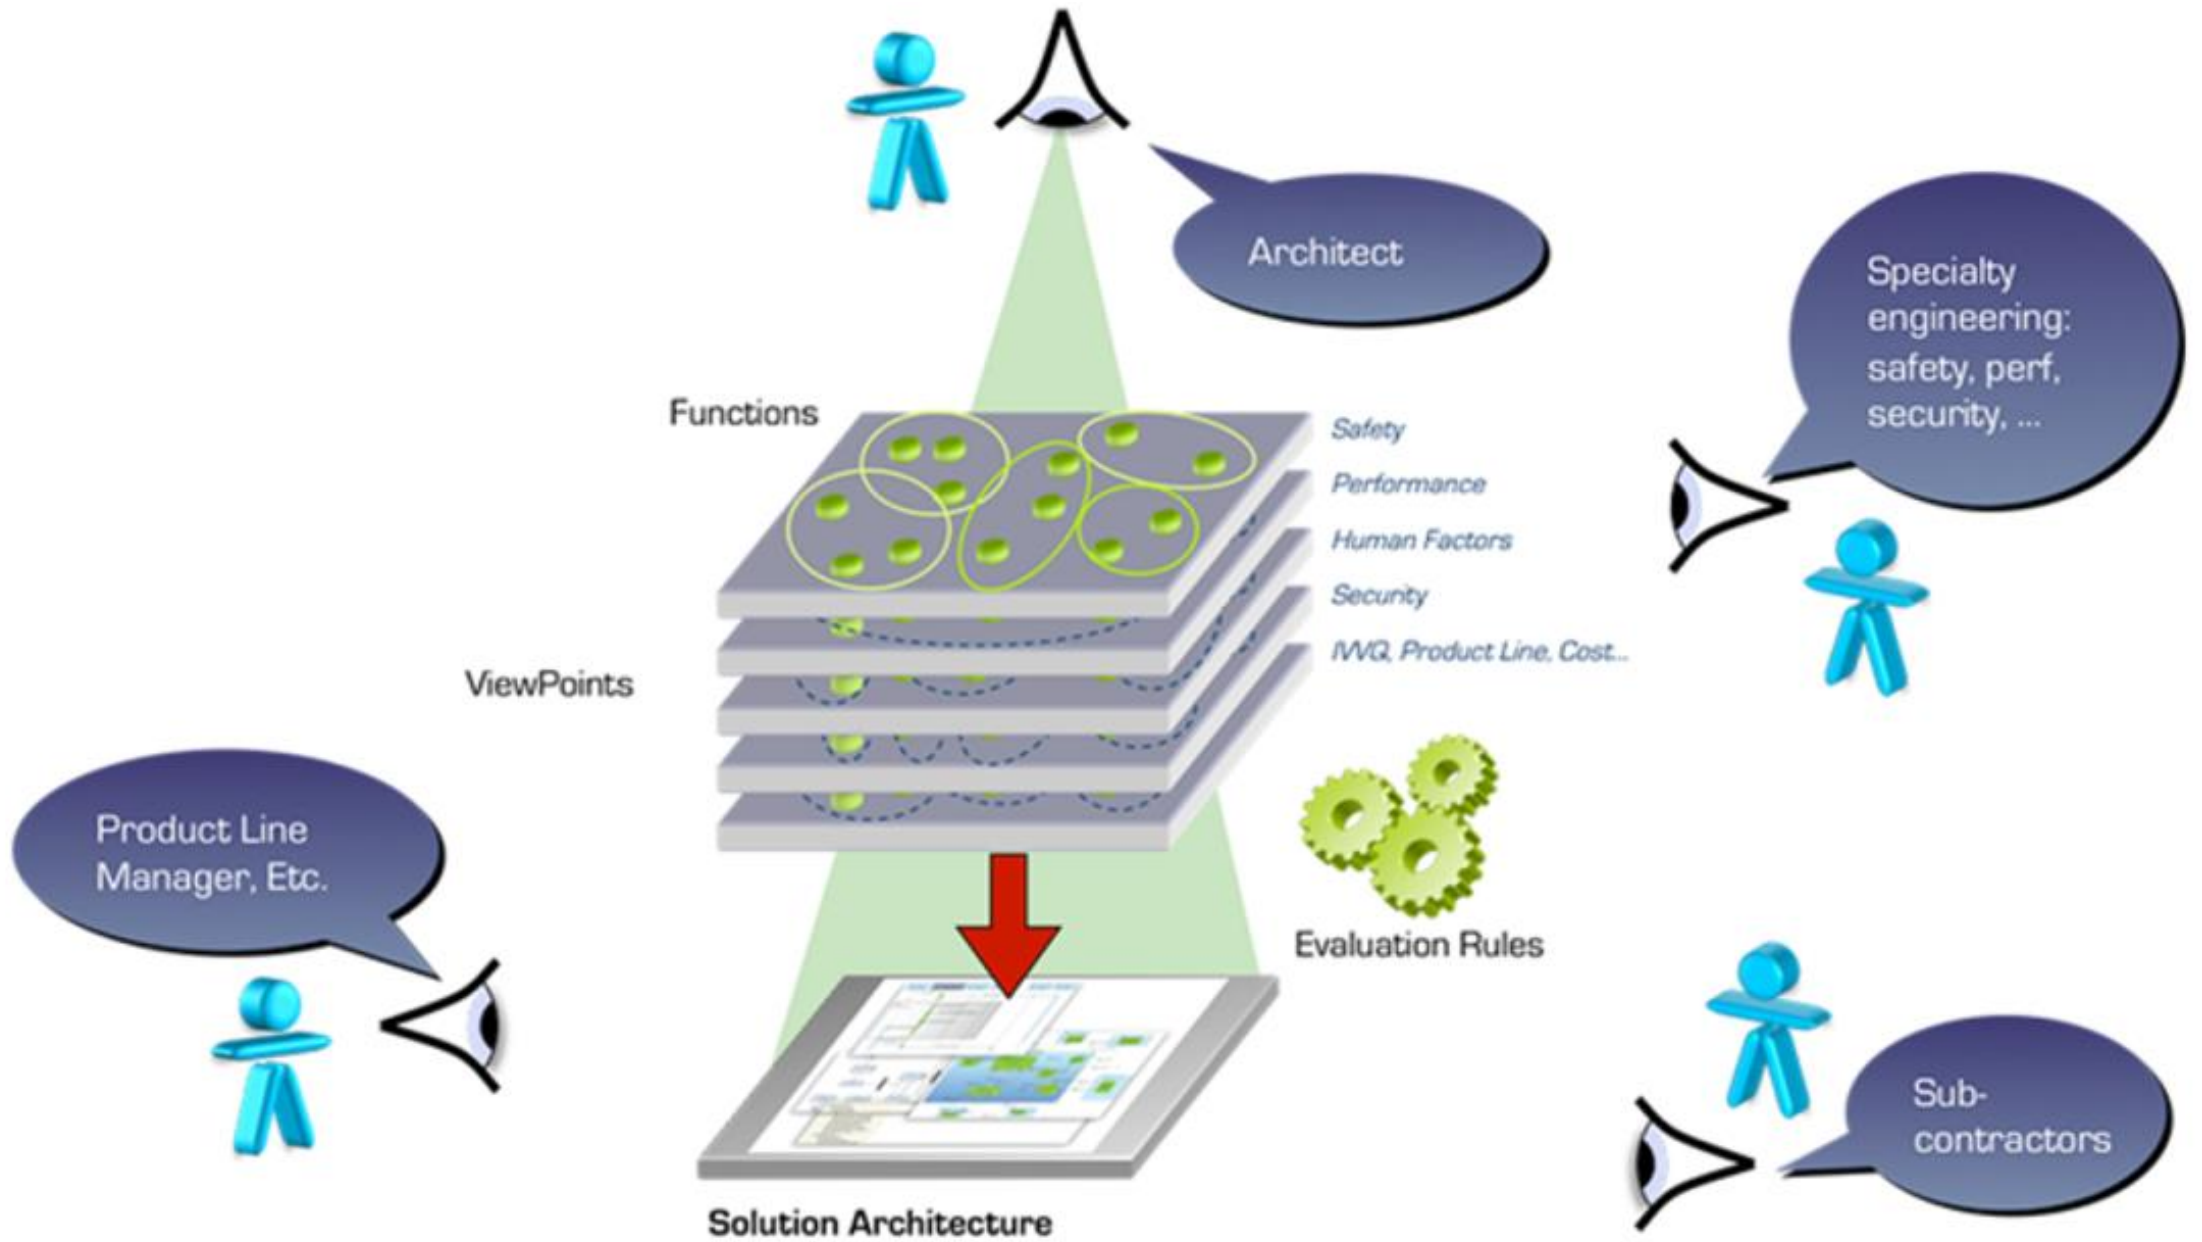 Architect
Specialty
engineering:
safety, perf,
security, ...
Functions
Safety
Performance
Human Factors
Security
IVVQ, Product Line, Cost...
ViewPoints
Product Line
Manager, Etc.
Evaluation Rules
Sub-
contractors
Solution Architecture